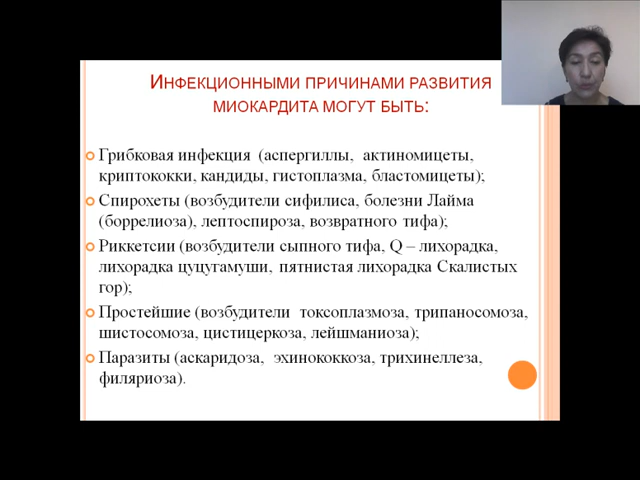 Инфекционными причинами развития
миокардита могут быть:
Грибковая инфекция (аспергиллы, актиномицеты,
криптококки, кандиды, гистоплазма, бластомицеты);
Спирохеты (возбудители сифилиса, болезни Лайма
(боррелиоза), лептоспироза, возвратного тифа);
Риккетсии (возбудители сыпного тифа, Q – лихорадка,
лихорадка цуцугамуши, пятнистая лихорадка Скалистых
гор);
Простейшие (возбудители токсоплазмоза, трипаносомоза,
шистосомоза, цистицеркоза, лейшманиоза);
Паразиты (аскаридоза, эхинококкоза, трихинеллеза,
филяриоза).